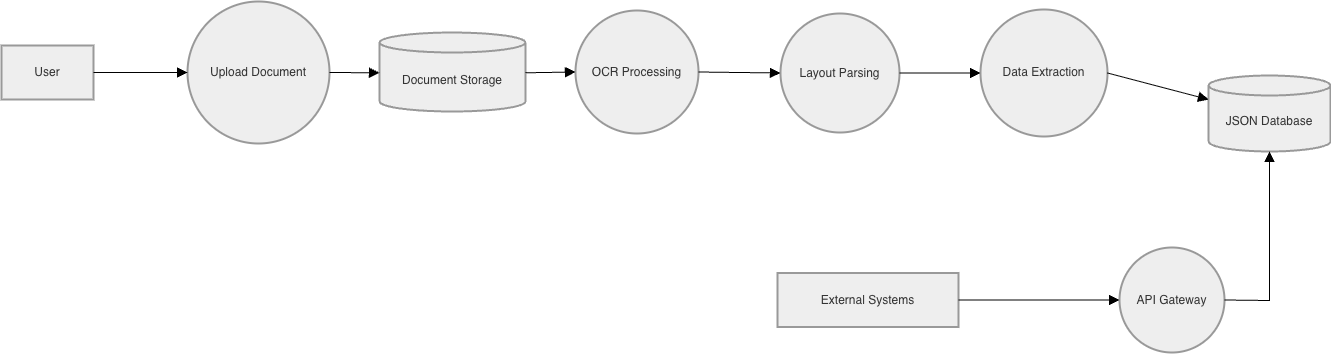 User
Upload Document
Document Storage
OCR Processing
Layout Parsing
Data Extraction
JSON Database
External Systems
API Gateway